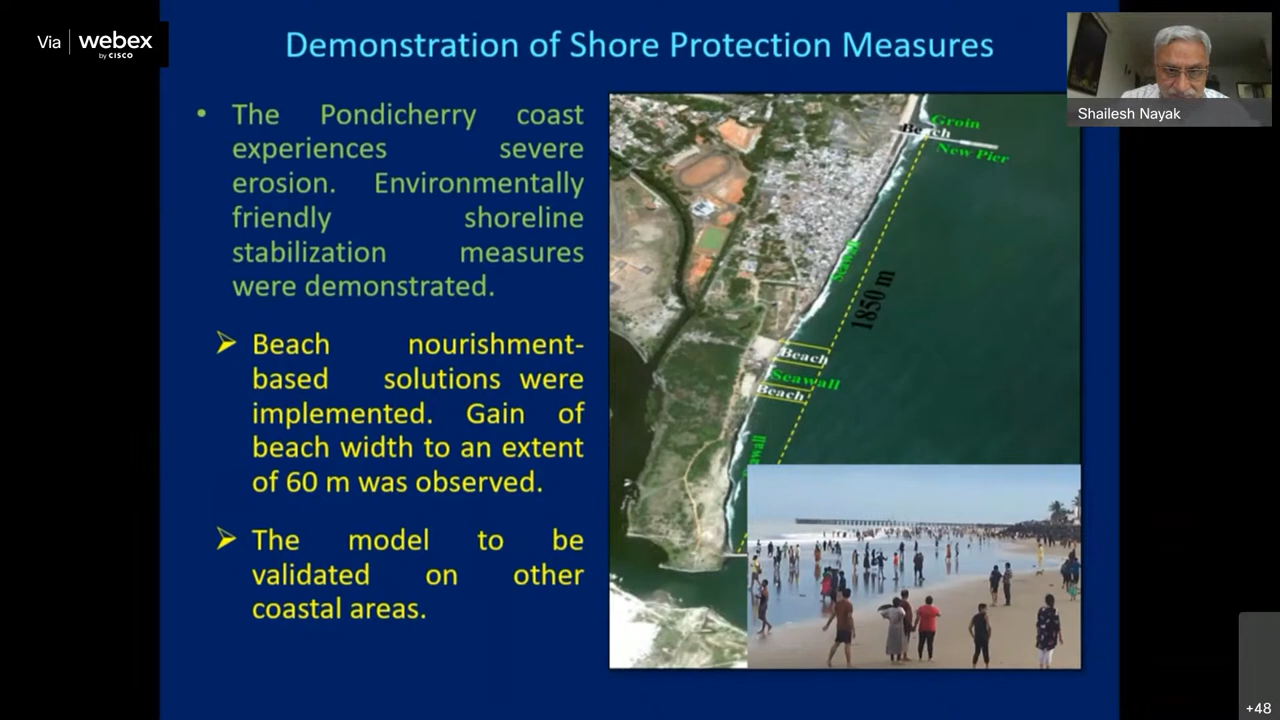 Via webex
by CISCO
Demonstration of Shore Protection Measures
Shailesh Nayak
• The Pondicherry coast
experiences severe
erosion. Environmentally
friendly shoreline
stabilization measures
were demonstrated.
➢ Beach nourishment-
based solutions were
implemented. Gain of
beach width to an extent
of 60 m was observed.
➢ The model to be
validated on other
coastal areas.
Groin
Beach
New Pier
Seawall
1850 m
Beach
Seawall
Beach
Seawall
+48